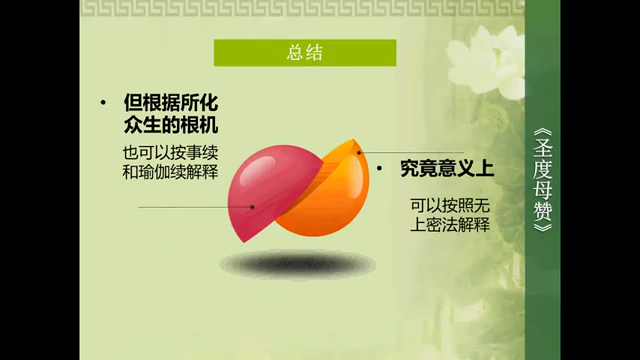 总结
但根据所化
众生的根机
也可以按事续
和瑜伽续解释
究竟意义上
可以按照无
上密法解释
《圣度母赞》